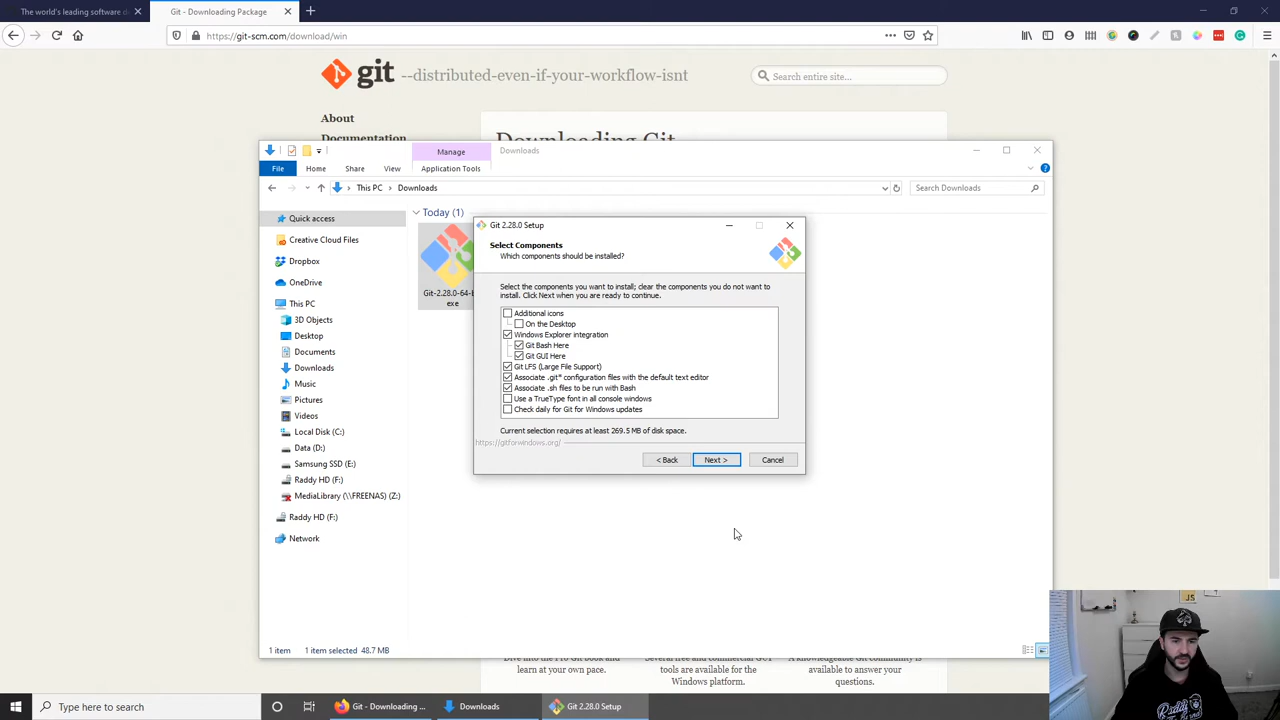 The world's leading software d
Git - Downloading Package
https://git-scm.com/download/win
git --distributed-even-if-your-workflow-isnt
Search entire site...
About
Documentation
Downloading Git
Manage
Downloads
File
Home
Share
View
Application Tools
This PC
Downloads
Search Downloads
Quick access
Creative Cloud Files
Dropbox
OneDrive
This PC
3D Objects
Desktop
Documents
Downloads
Music
Pictures
Videos
Local Disk (C:)
Data (D:)
Samsung SSD (E:)
Raddy HD (F:)
MediaLibrary (\\FREENAS) (Z:)
Raddy HD (F:)
Network
Today (1)
Git-2.28.0-64-b
exe
Git 2.28.0 Setup
Select Components
Which components should be installed?
Select the components you want to install; clear the components you do not want to
install. Click Next when you are ready to continue.
Additional icons
On the Desktop
Windows Explorer integration
Git Bash Here
Git GUI Here
Git LFS (Large File Support)
Associate .git* configuration files with the default text editor
Associate .sh files to be run with Bash
Use a TrueType font in all console windows
Check daily for Git for Windows updates
Current selection requires at least 269.5 MB of disk space.
https://gitforwindows.org/
< Back
Next >
Cancel
1 item
1 item selected 48.7 MB
Dive into the Pro Git book and
learn at your own pace.
Several free and commercial GUI
tools are available for the
Windows platform.
A knowledgeable Git community is
available to answer your
questions.
JS
Type here to search
Git - Downloading ...
Downloads
Git 2.28.0 Setup